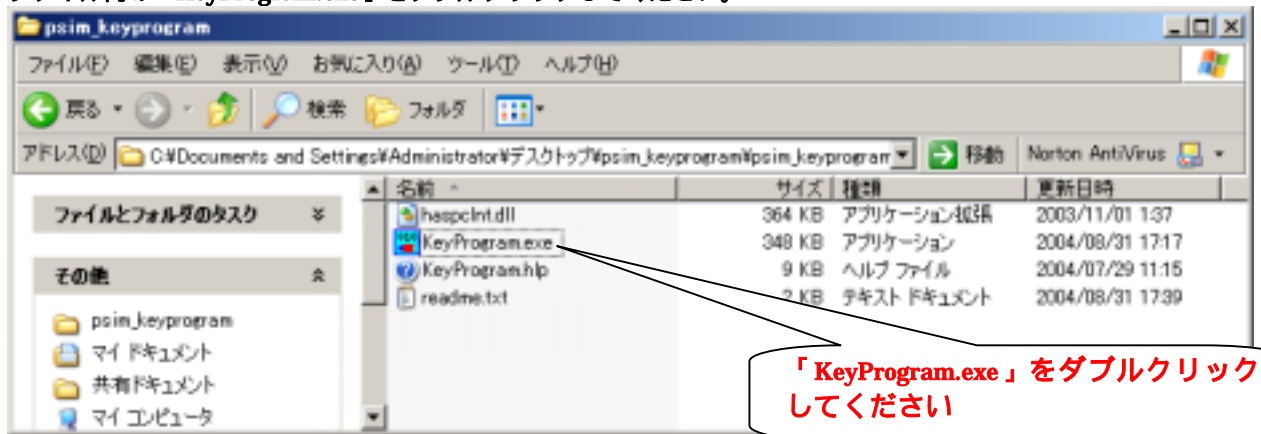 psim_keyprogram
ファイル(F) 編集(E) 表示(V) お気に入り(A) ツール(T) ヘルプ(H)
戻る 検索 フォルダ
アドレス(D) C:¥Documents and Settings¥Administrator¥デスクトップ¥psim_keyprogram¥psim_keyprogram 移動 Norton AntiVirus
ファイルとフォルダのタスク
その他
psim_keyprogram
マイ ドキュメント
共有ドキュメント
マイ コンピュータ
名前 サイズ 種類 更新日時
haspclnt.dll 364 KB アプリケーション拡張 2003/11/01 1:37
KeyProgram.exe 348 KB アプリケーション 2004/08/31 17:17
KeyProgram.hlp 9 KB ヘルプ ファイル 2004/07/29 11:15
readme.txt 2 KB テキスト ドキュメント 2004/08/31 17:39
「KeyProgram.exe」をダブルクリック
してください